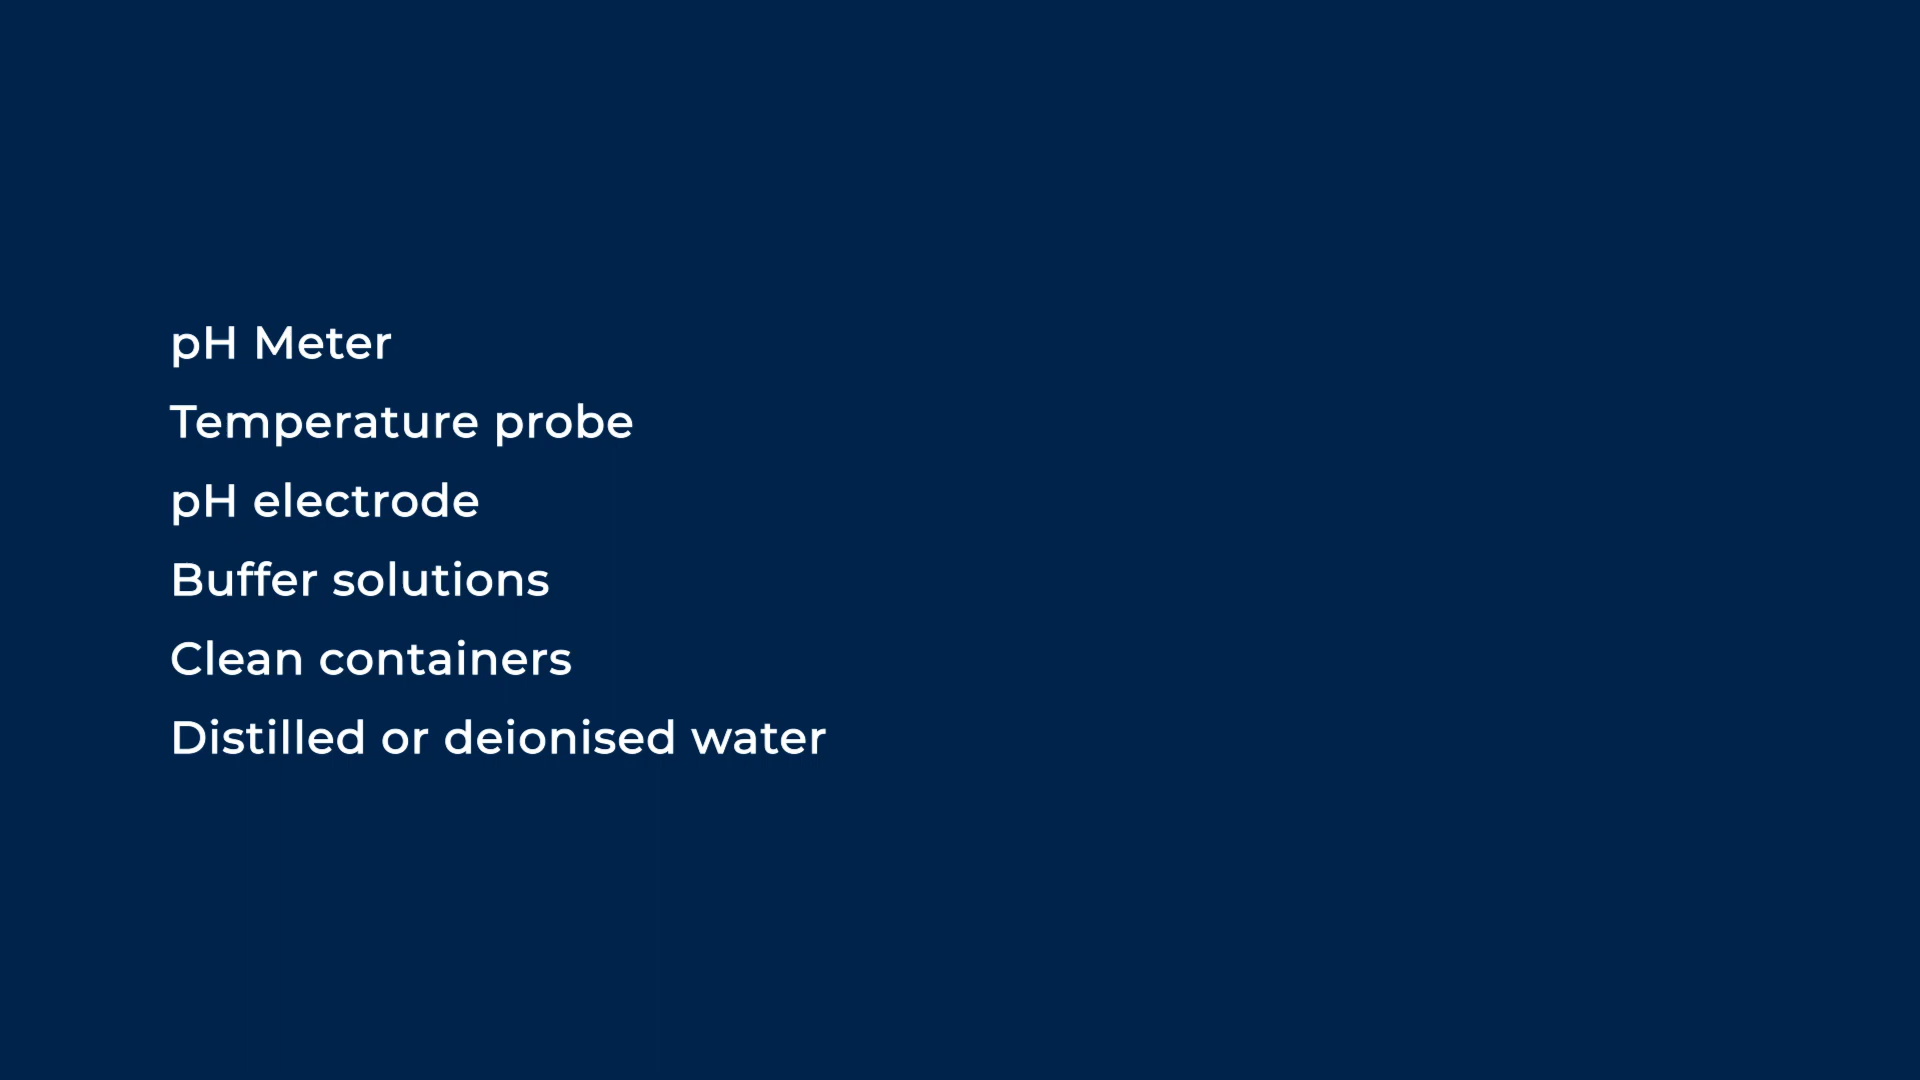 pH Meter
Temperature probe
pH electrode
Buffer solutions
Clean containers
Distilled or deionised water